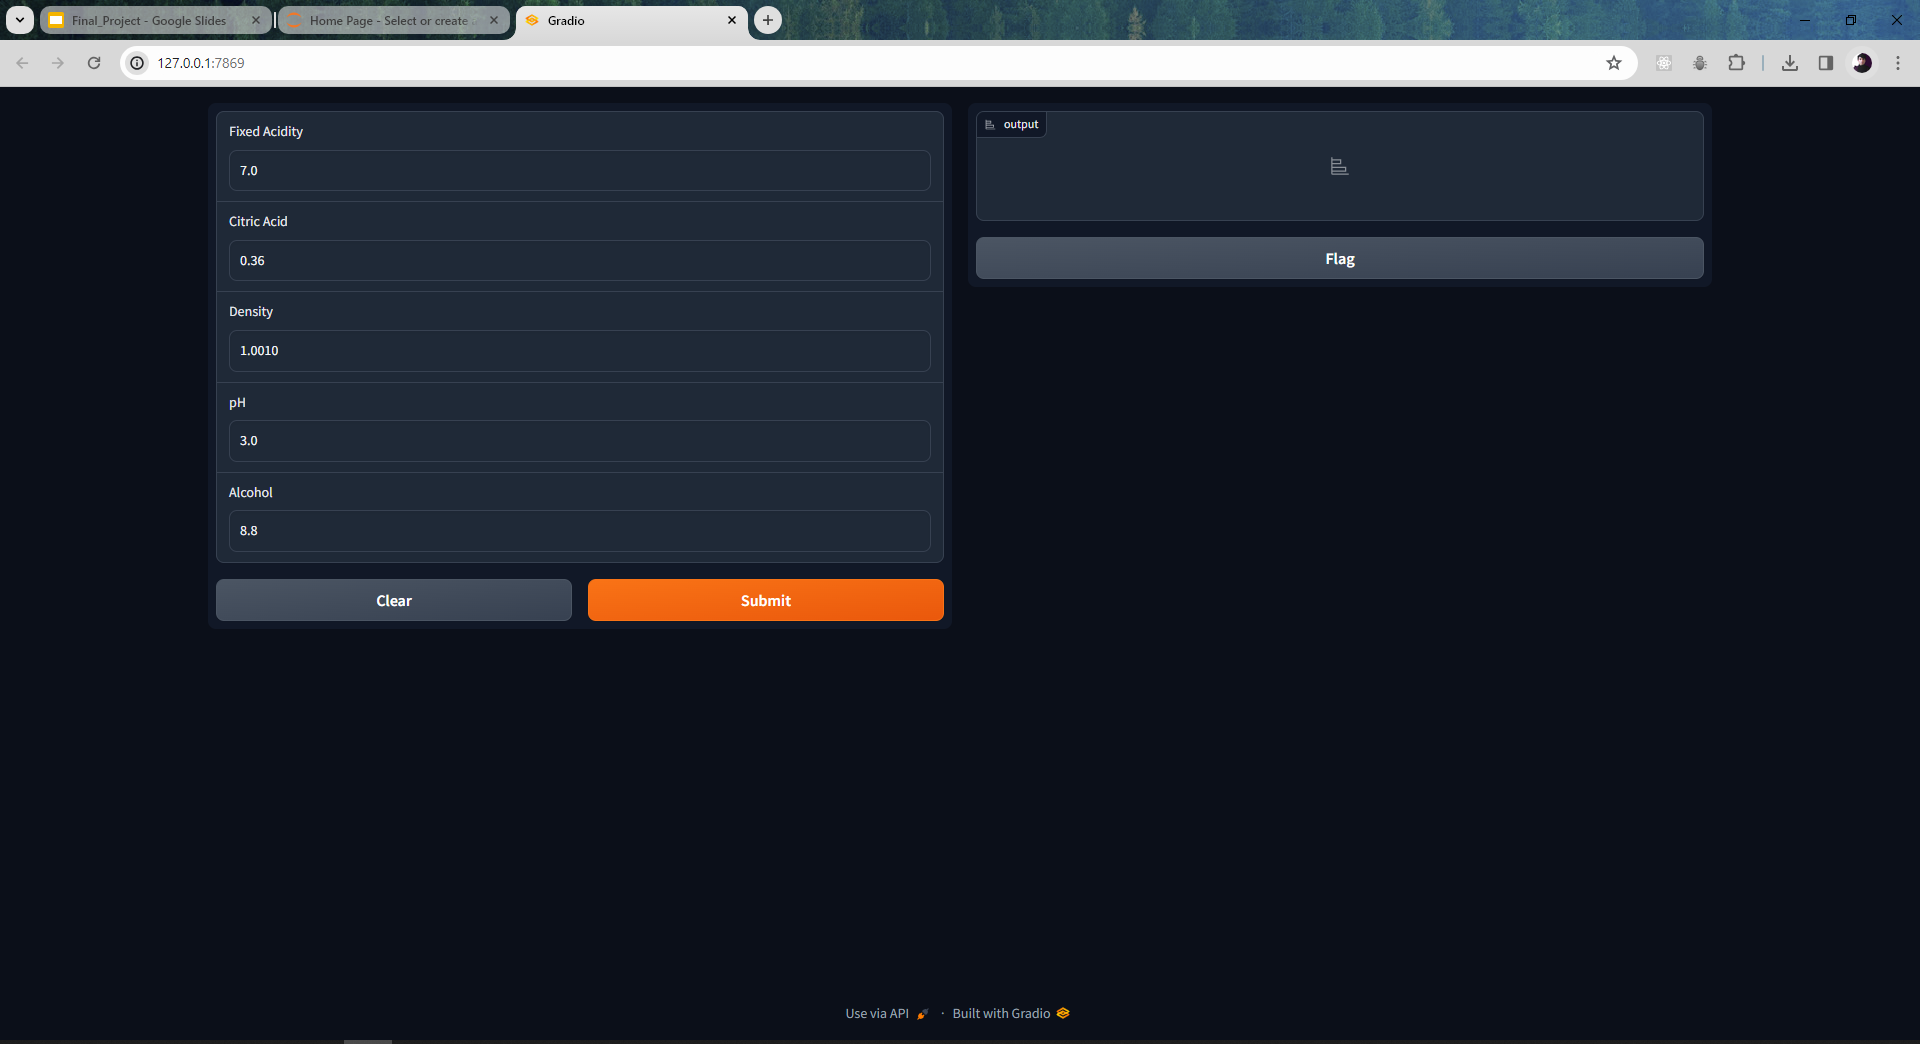 Final_Project - Google Slides
Home Page - Select or create
Gradio
127.0.0.1:7869
Fixed Acidity
7.0
Citric Acid
0.36
Density
1.0010
pH
3.0
Alcohol
8.8
Clear
Submit
output
Flag
Use via API · Built with Gradio